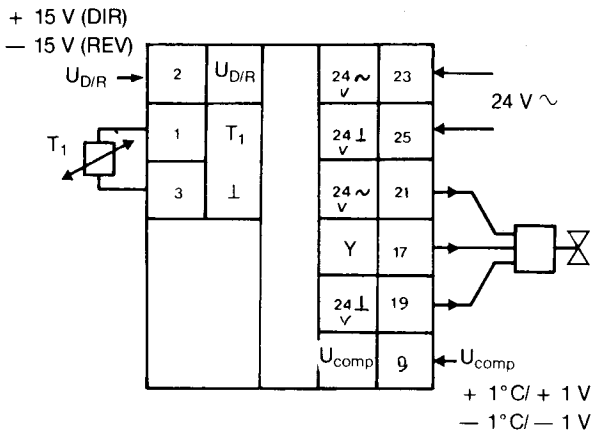 + 15 V (DIR)
— 15 V (REV)
U_D/R
2 U_D/R 24 V ~ 23
24 V ~
T₁
1 T₁ 24 V ⊥ 25
3 ⊥ 24 V ~ 21
Y 17
24 V ⊥ 19
U_comp 9 U_comp
+ 1°C/ + 1 V
— 1°C/ — 1 V